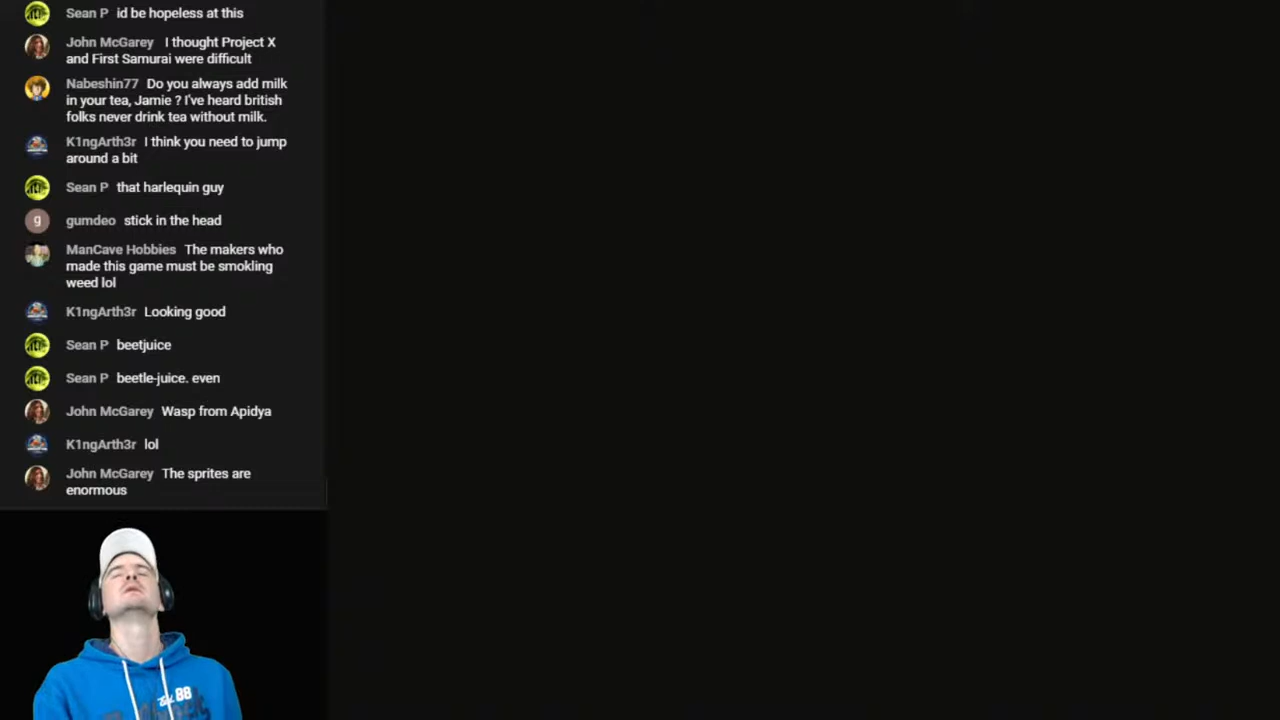 Sean P id be hopeless at this
John McGarey I thought Project X
and First Samurai were difficult
Nabeshin77 Do you always add milk
in your tea, Jamie ? I've heard british
folks never drink tea without milk.
K1ngArth3r I think you need to jump
around a bit
Sean P that harlequin guy
g gumdeo stick in the head
ManCave Hobbies The makers who
made this game must be smokling
weed lol
K1ngArth3r Looking good
Sean P beetjuice
Sean P beetle-juice. even
John McGarey Wasp from Apidya
K1ngArth3r lol
John McGarey The sprites are
enormous
88